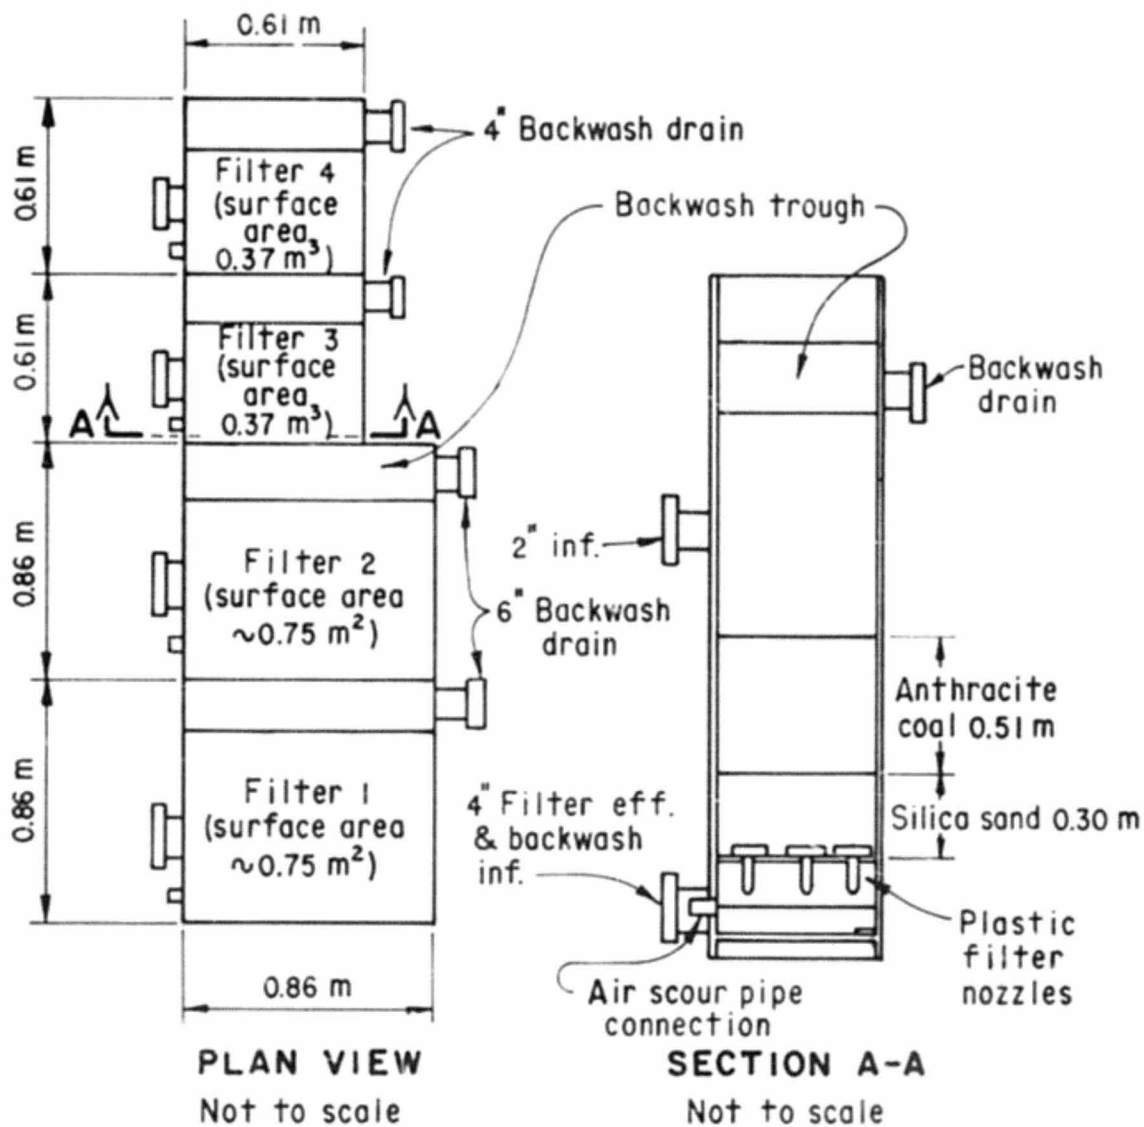 0.61 m
4" Backwash drain
0.61 m
Filter 4
(surface
area,
0.37 m³)
Backwash trough
0.61 m
Filter 3
(surface
area,
0.37 m³)
A
A
Backwash
drain
0.86 m
2" inf.
Filter 2
(surface area
~0.75 m²)
6" Backwash
drain
Anthracite
coal 0.51 m
0.86 m
Filter 1
(surface area
~0.75 m²)
4" Filter eff.
& backwash
inf.
Silica sand 0.30 m
Plastic
filter
nozzles
0.86 m
Air scour pipe
connection
PLAN VIEW
Not to scale
SECTION A-A
Not to scale